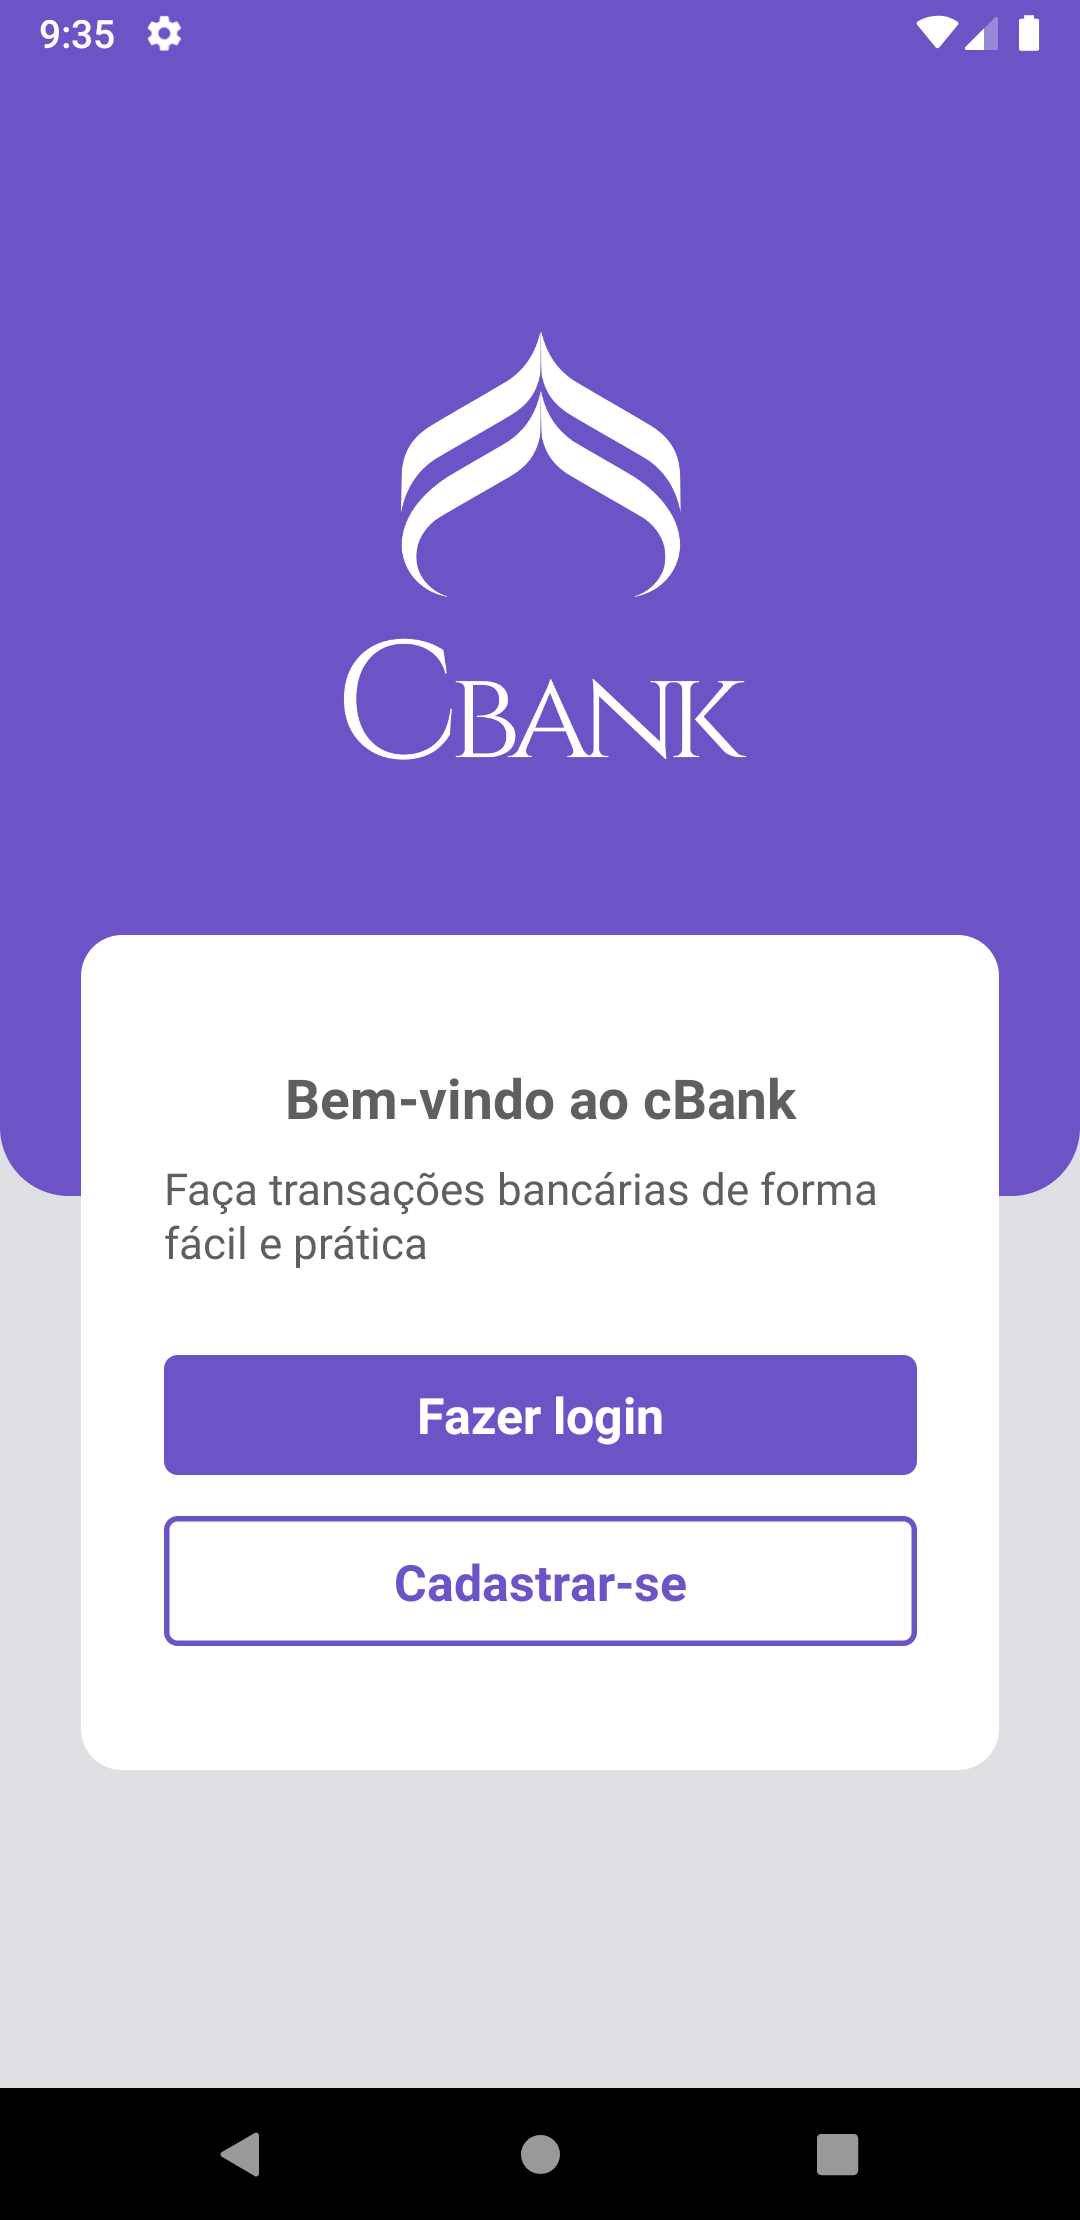 9:35
CBANK
Bem-vindo ao cBank
Faça transações bancárias de forma
fácil e prática
Fazer login
Cadastrar-se